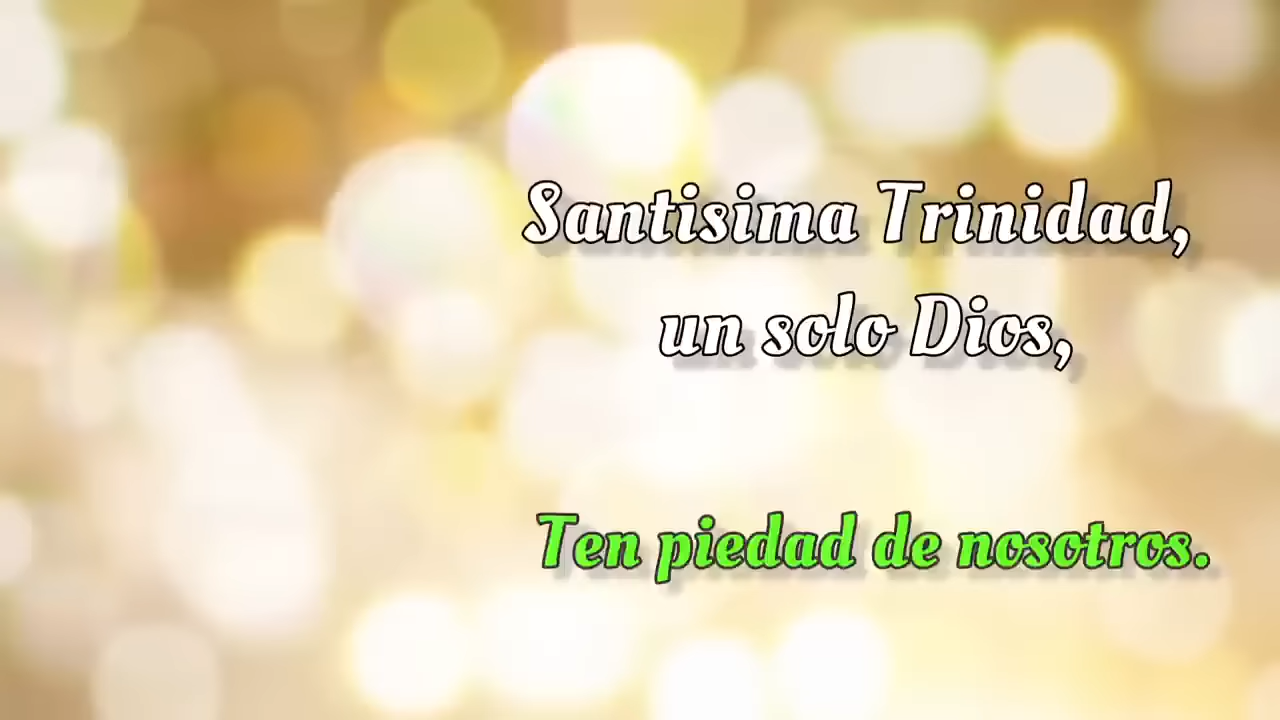 Santisima Trinidad,
un solo Dios,
Ten piedad de nosotros.